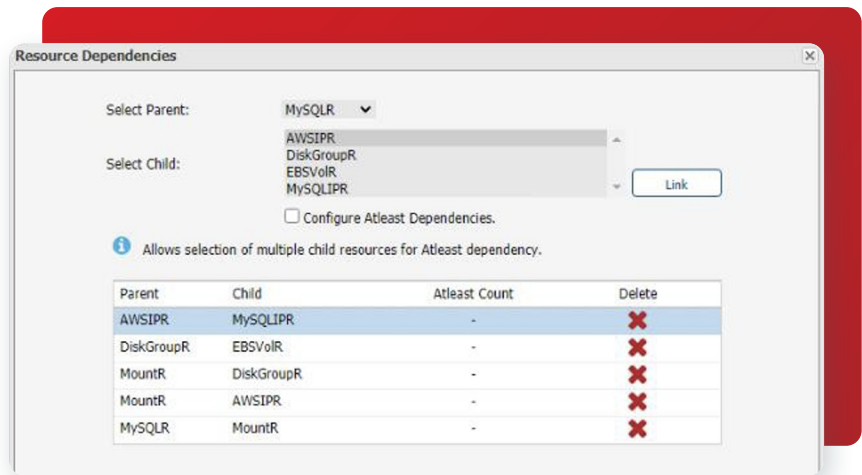 Resource Dependencies
Select Parent: MySQLR
Select Child:
AWSIPR
DiskGroupR
EBSVolR
MySQLIPR
Link
Configure Atleast Dependencies.
Allows selection of multiple child resources for Atleast dependency.
Parent Child Atleast Count Delete
AWSIPR MySQLIPR -
DiskGroupR EBSVolR -
MountR DiskGroupR -
MountR AWSIPR -
MySQLR MountR -